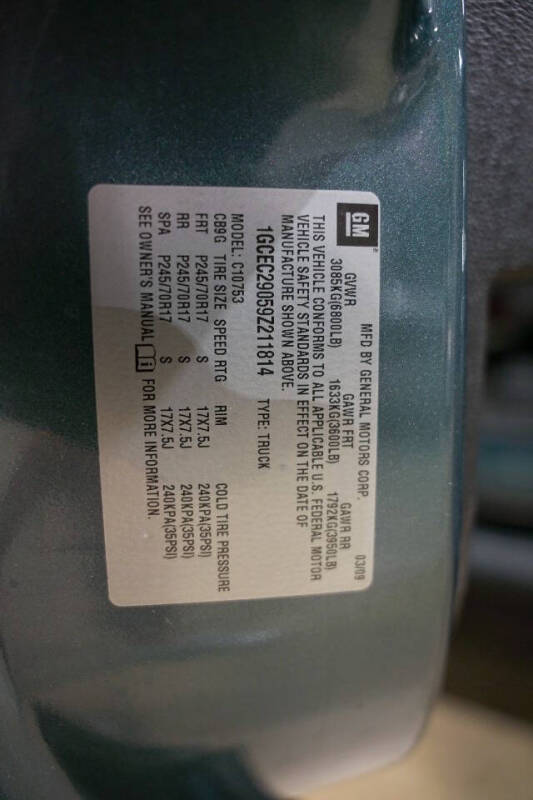 GM
MFD BY GENERAL MOTORS CORP. 03/09
GVWR GAWR FRT GAWR RR
3085KG(6800LB) 1633KG(3600LB) 1792KG(3950LB)
THIS VEHICLE CONFORMS TO ALL APPLICABLE U.S. FEDERAL MOTOR
VEHICLE SAFETY STANDARDS IN EFFECT ON THE DATE OF
MANUFACTURE SHOWN ABOVE.
1GCEC29059Z211814 TYPE: TRUCK
MODEL: C10753
CB9G TIRE SIZE SPEED RTG RIM COLD TIRE PRESSURE
FRT P245/70R17 S 17X7.5J 240KPA(35PSI)
RR P245/70R17 S 17X7.5J 240KPA(35PSI)
SPA P245/70R17 S 17X7.5J 240KPA(35PSI)
SEE OWNER'S MANUAL FOR MORE INFORMATION.